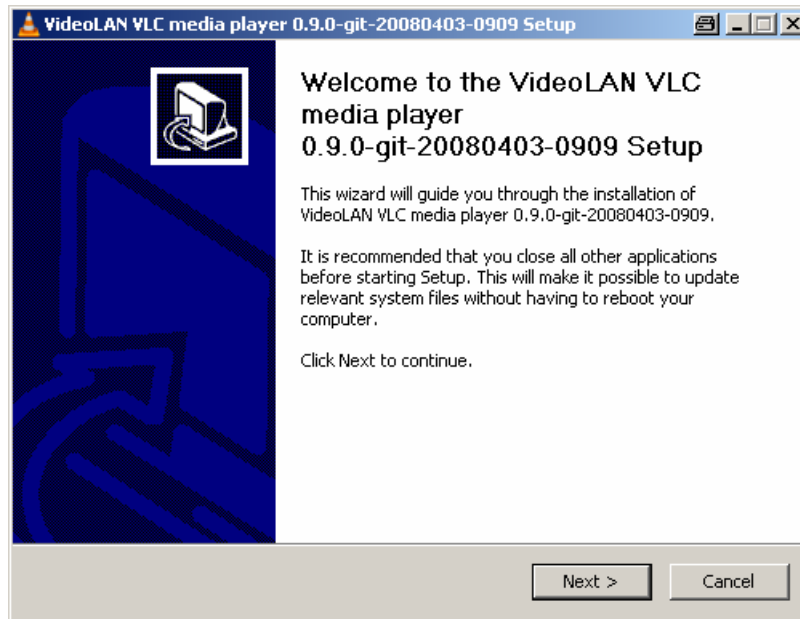 VideoLAN VLC media player 0.9.0-git-20080403-0909 Setup
Welcome to the VideoLAN VLC
media player
0.9.0-git-20080403-0909 Setup
This wizard will guide you through the installation of
VideoLAN VLC media player 0.9.0-git-20080403-0909.
It is recommended that you close all other applications
before starting Setup. This will make it possible to update
relevant system files without having to reboot your
computer.
Click Next to continue.
Next >
Cancel